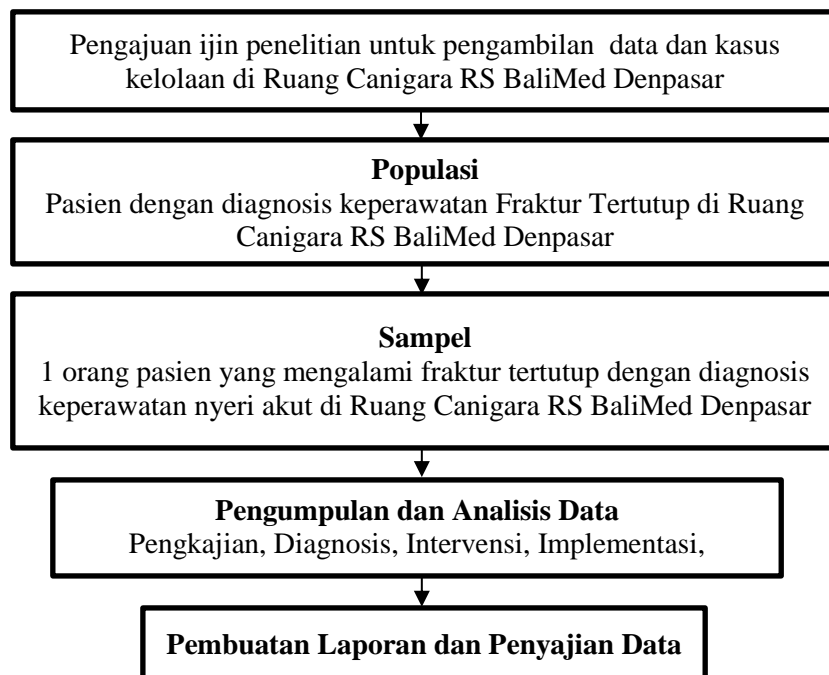 Pengajuan ijin penelitian untuk pengambilan data dan kasus
kelolaan di Ruang Canigara RS BaliMed Denpasar
Populasi
Pasien dengan diagnosis keperawatan Fraktur Tertutup di Ruang
Canigara RS BaliMed Denpasar
Sampel
1 orang pasien yang mengalami fraktur tertutup dengan diagnosis
keperawatan nyeri akut di Ruang Canigara RS BaliMed Denpasar
Pengumpulan dan Analisis Data
Pengkajian, Diagnosis, Intervensi, Implementasi,
Pembuatan Laporan dan Penyajian Data